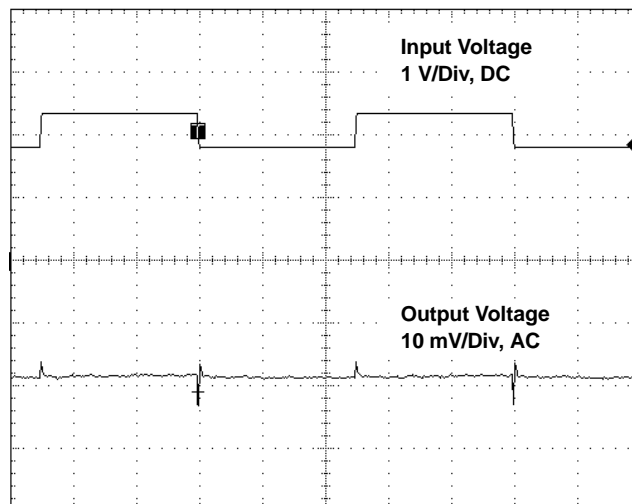 Input Voltage
1 V/Div, DC
T
Output Voltage
10 mV/Div, AC